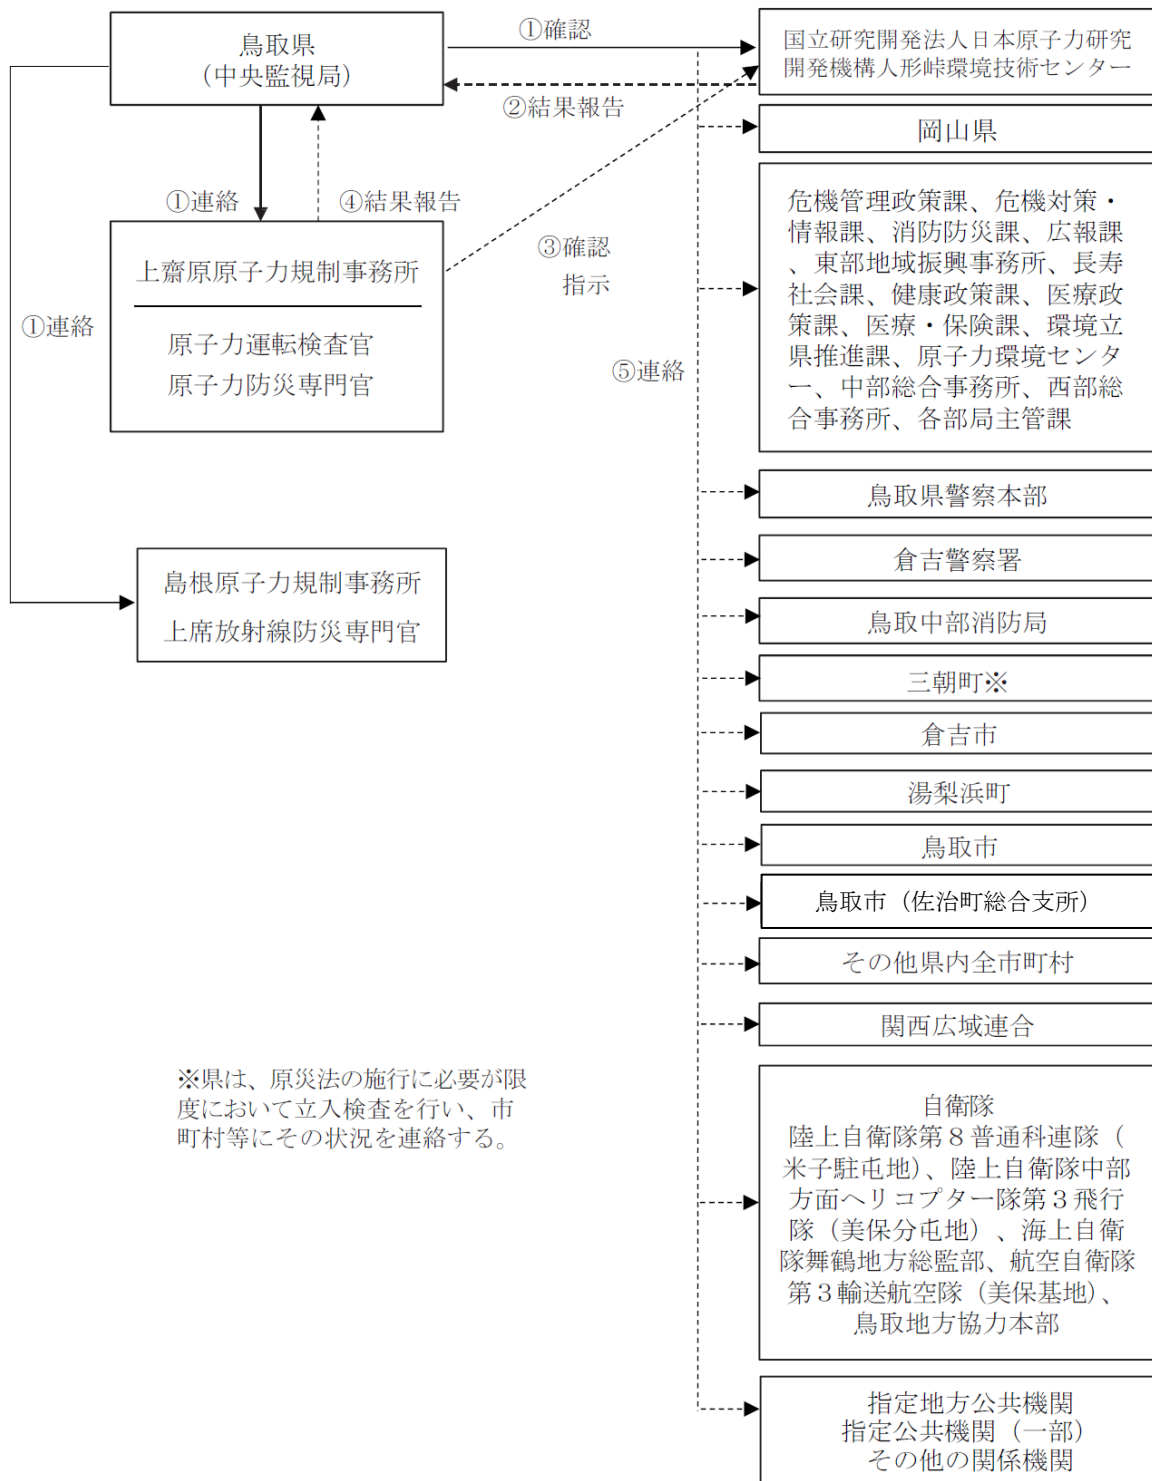 鳥取県
（中央監視局）
①確認
②結果報告
国立研究開発法人日本原子力研究
開発機構人形峠環境技術センター
岡山県
①連絡
④結果報告
③確認
指示
①連絡
上齋原原子力規制事務所
原子力運転検査官
原子力防災専門官
⑤連絡
危機管理政策課、危機対策・
情報課、消防防災課、広報課
、東部地域振興事務所、長寿
社会課、健康政策課、医療政
策課、医療・保険課、環境立
県推進課、原子力環境センタ
ー、中部総合事務所、西部総
合事務所、各部局主管課
鳥取県警察本部
倉吉警察署
島根原子力規制事務所
上席放射線防災専門官
鳥取中部消防局
三朝町※
倉吉市
湯梨浜町
鳥取市
鳥取市（佐治町総合支所）
その他県内全市町村
関西広域連合
※県は、原災法の施行に必要が限
度において立入検査を行い、市
町村等にその状況を連絡する。
自衛隊
陸上自衛隊第８普通科連隊（
米子駐屯地）、陸上自衛隊中部
方面ヘリコプター隊第３飛行
隊（美保分屯地）、海上自衛
隊舞鶴地方総監部、航空自衛隊
第３輸送航空隊（美保基地）、
鳥取地方協力本部
指定地方公共機関
指定公共機関（一部）
その他の関係機関